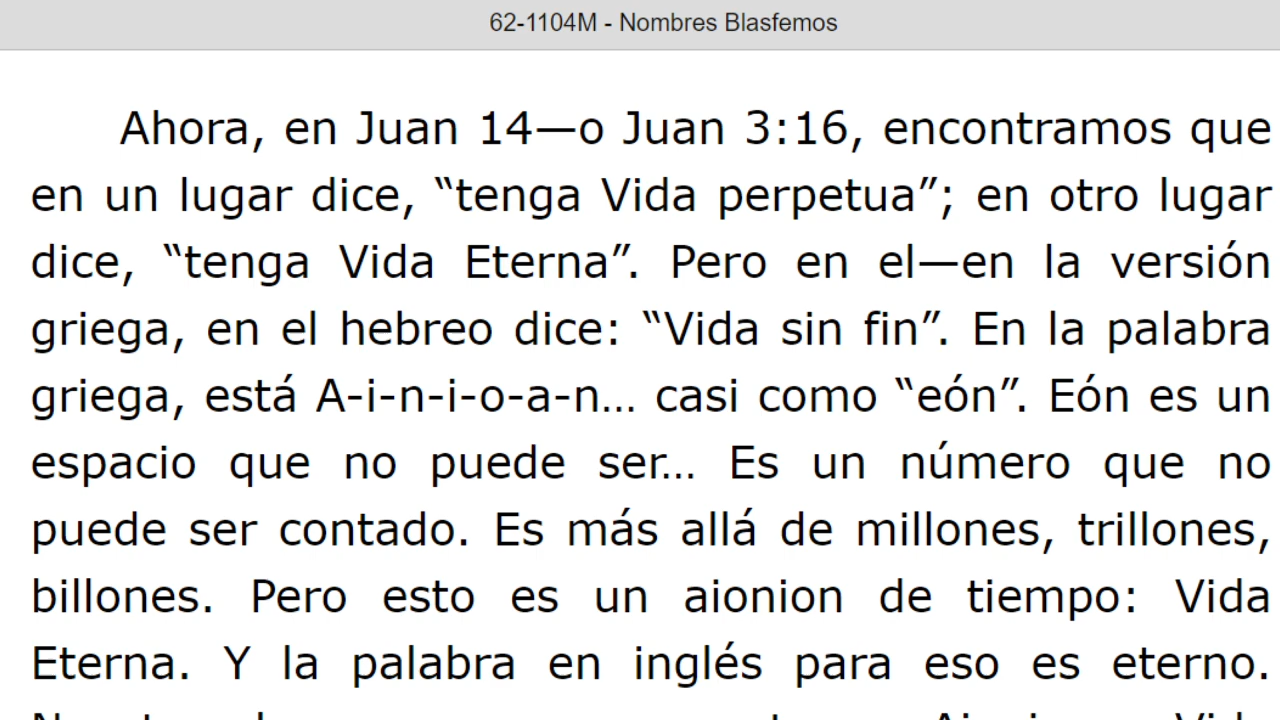 62-1104M - Nombres Blasfemos
Ahora, en Juan 14—o Juan 3:16, encontramos que
en un lugar dice, “tenga Vida perpetua”; en otro lugar
dice, “tenga Vida Eterna”. Pero en el—en la versión
griega, en el hebreo dice: “Vida sin fin”. En la palabra
griega, está A-i-n-i-o-a-n… casi como “eón”. Eón es un
espacio que no puede ser… Es un número que no
puede ser contado. Es más allá de millones, trillones,
billones. Pero esto es un aionion de tiempo: Vida
Eterna. Y la palabra en inglés para eso es eterno.